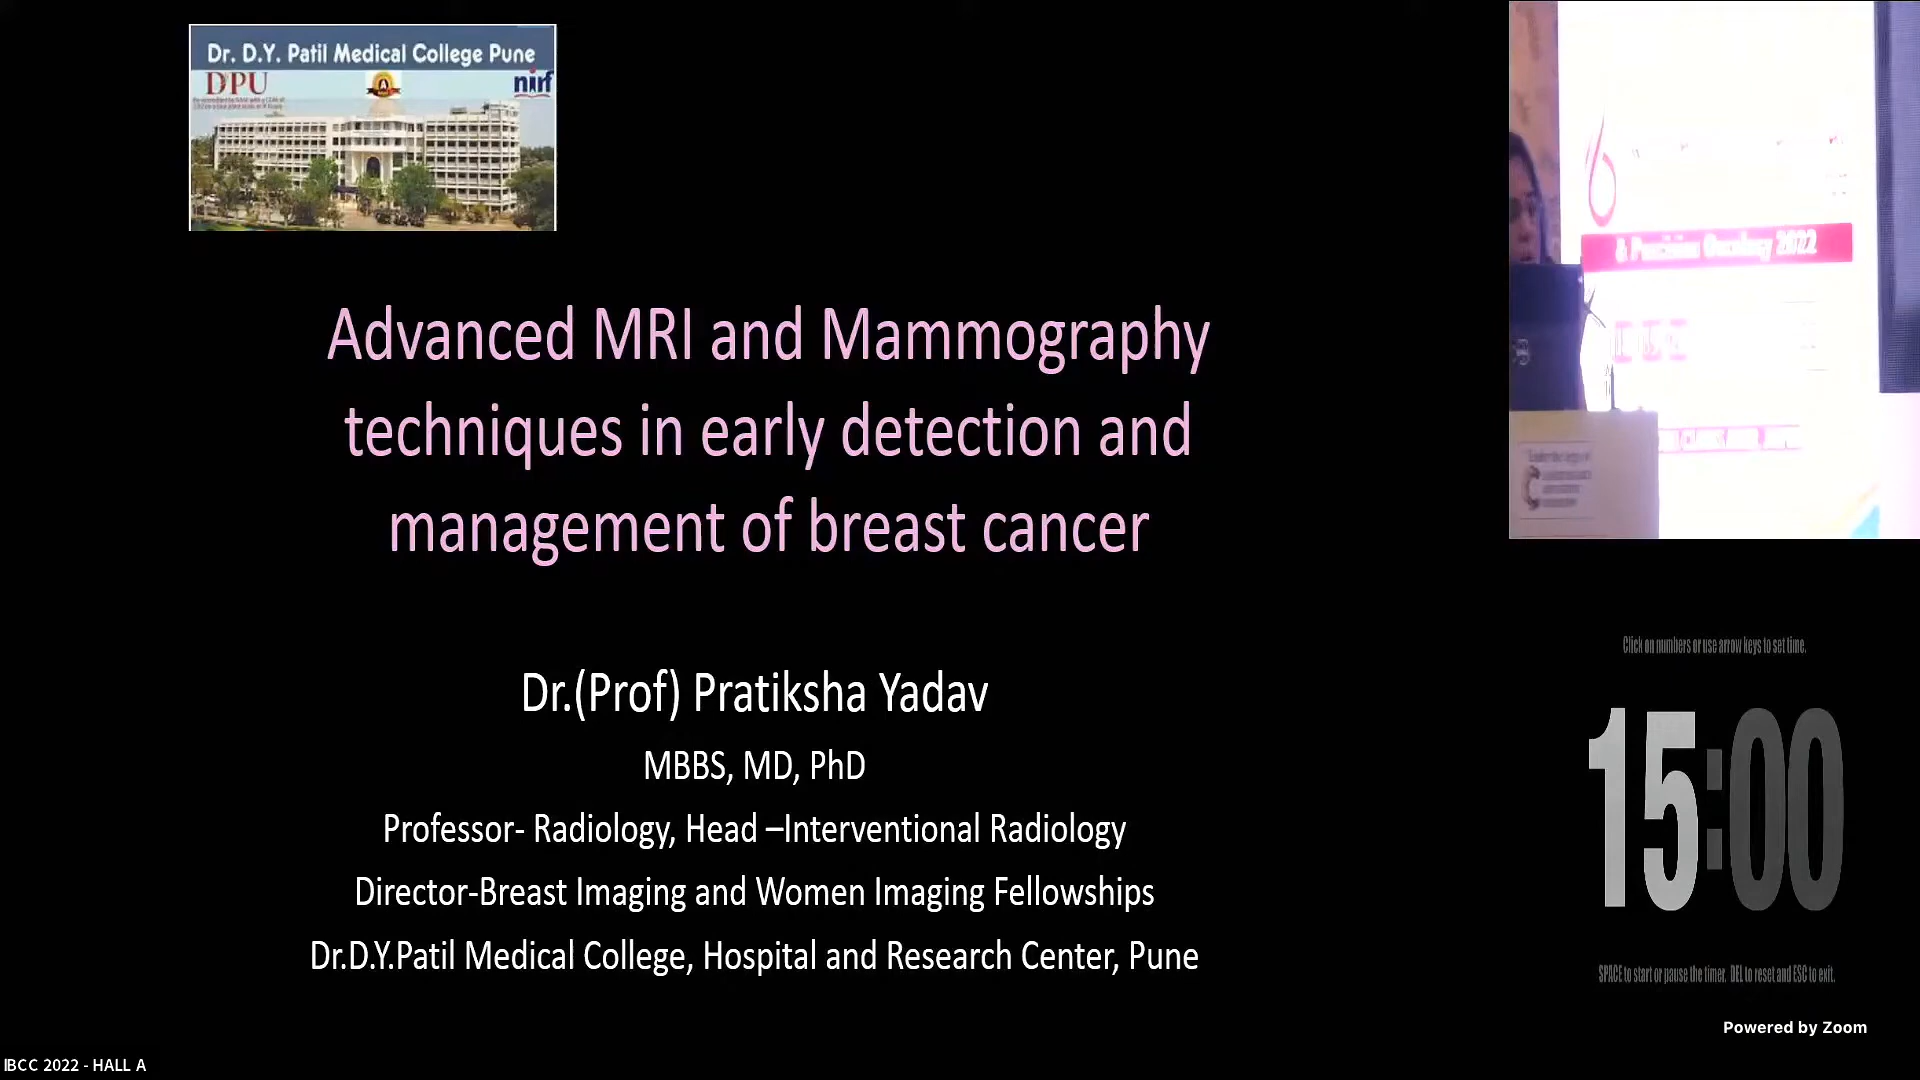 Dr. D.Y. Patil Medical College Pune
DPU
nirf
Advanced MRI and Mammography
techniques in early detection and
management of breast cancer
Dr.(Prof) Pratiksha Yadav
MBBS, MD, PhD
Professor- Radiology, Head –Interventional Radiology
Director-Breast Imaging and Women Imaging Fellowships
Dr.D.Y.Patil Medical College, Hospital and Research Center, Pune
& Precision Oncology 2022
Click on numbers or use arrow keys to set time.
15:00
SPACE to start or pause the timer. DEL to reset and ESC to exit.
Powered by Zoom
IBCC 2022 - HALL A